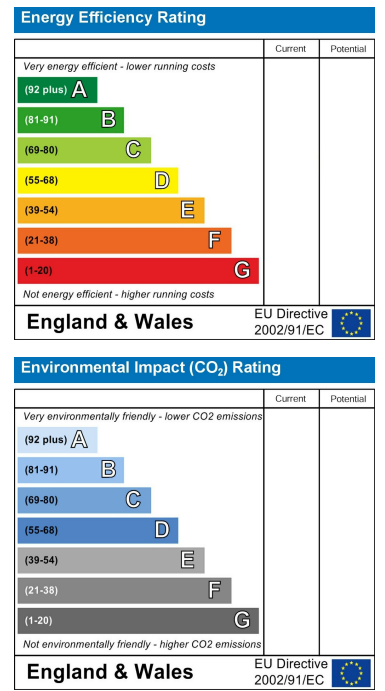 Energy Efficiency Rating
Current Potential
Very energy efficient - lower running costs
(92 plus) A
(81-91) B
(69-80) C
(55-68) D
(39-54) E
(21-38) F
(1-20) G
Not energy efficient - higher running costs
England & Wales
EU Directive
2002/91/EC
Environmental Impact (CO₂) Rating
Current Potential
Very environmentally friendly - lower CO2 emissions
(92 plus) A
(81-91) B
(69-80) C
(55-68) D
(39-54) E
(21-38) F
(1-20) G
Not environmentally friendly - higher CO2 emissions
England & Wales
EU Directive
2002/91/EC